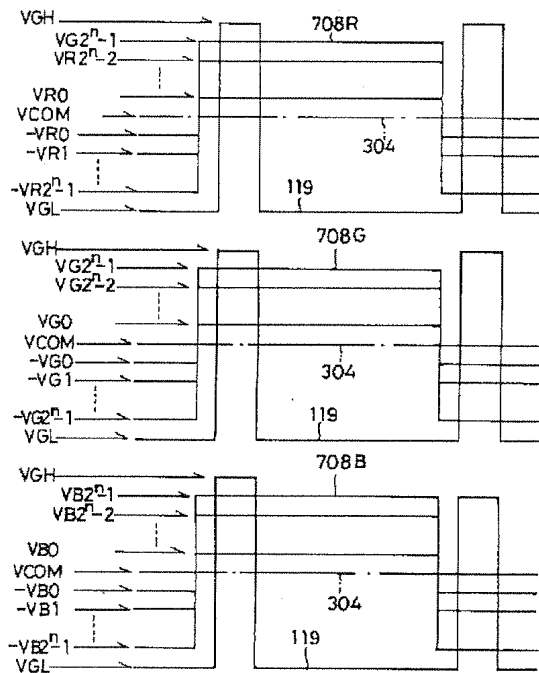 VGH
708R
VG2ⁿ-1
VR2ⁿ-2
VR0
VCOM
304
-VR0
-VR1
-VR2ⁿ-1
119
VGL
VGH
708G
VG2ⁿ-1
VG2ⁿ-2
VG0
VCOM
304
-VG0
-VG1
-VG2ⁿ-1
119
VGL
VGH
708B
VB2ⁿ-1
VB2ⁿ-2
VB0
VCOM
304
-VB0
-VB1
-VB2ⁿ-1
119
VGL